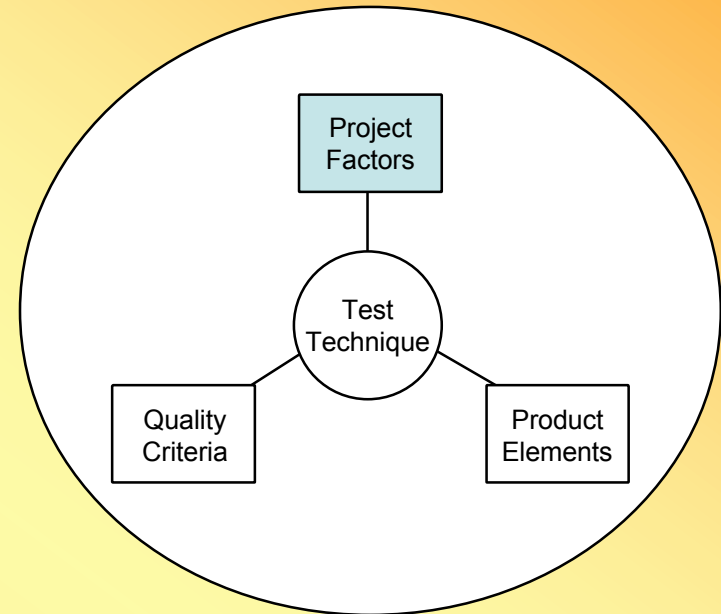 Project
Factors
Test
Technique
Quality
Criteria
Product
Elements